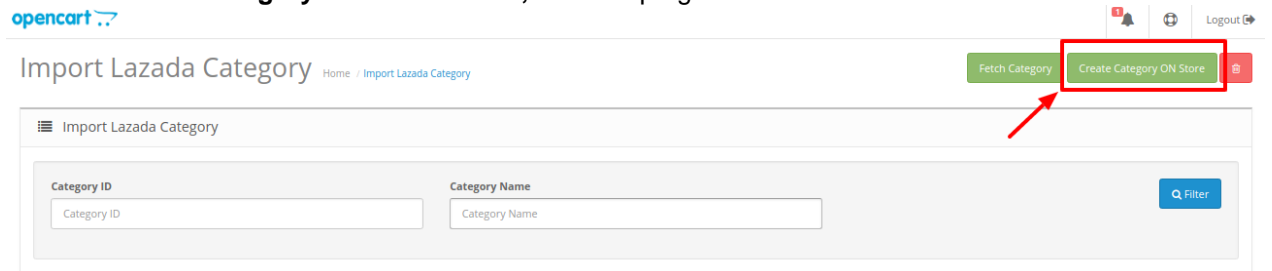 opencart
1
Logout
Import Lazada Category Home / Import Lazada Category
Fetch Category
Create Category ON Store
Import Lazada Category
Category ID
Category Name
Category ID
Category Name
Filter